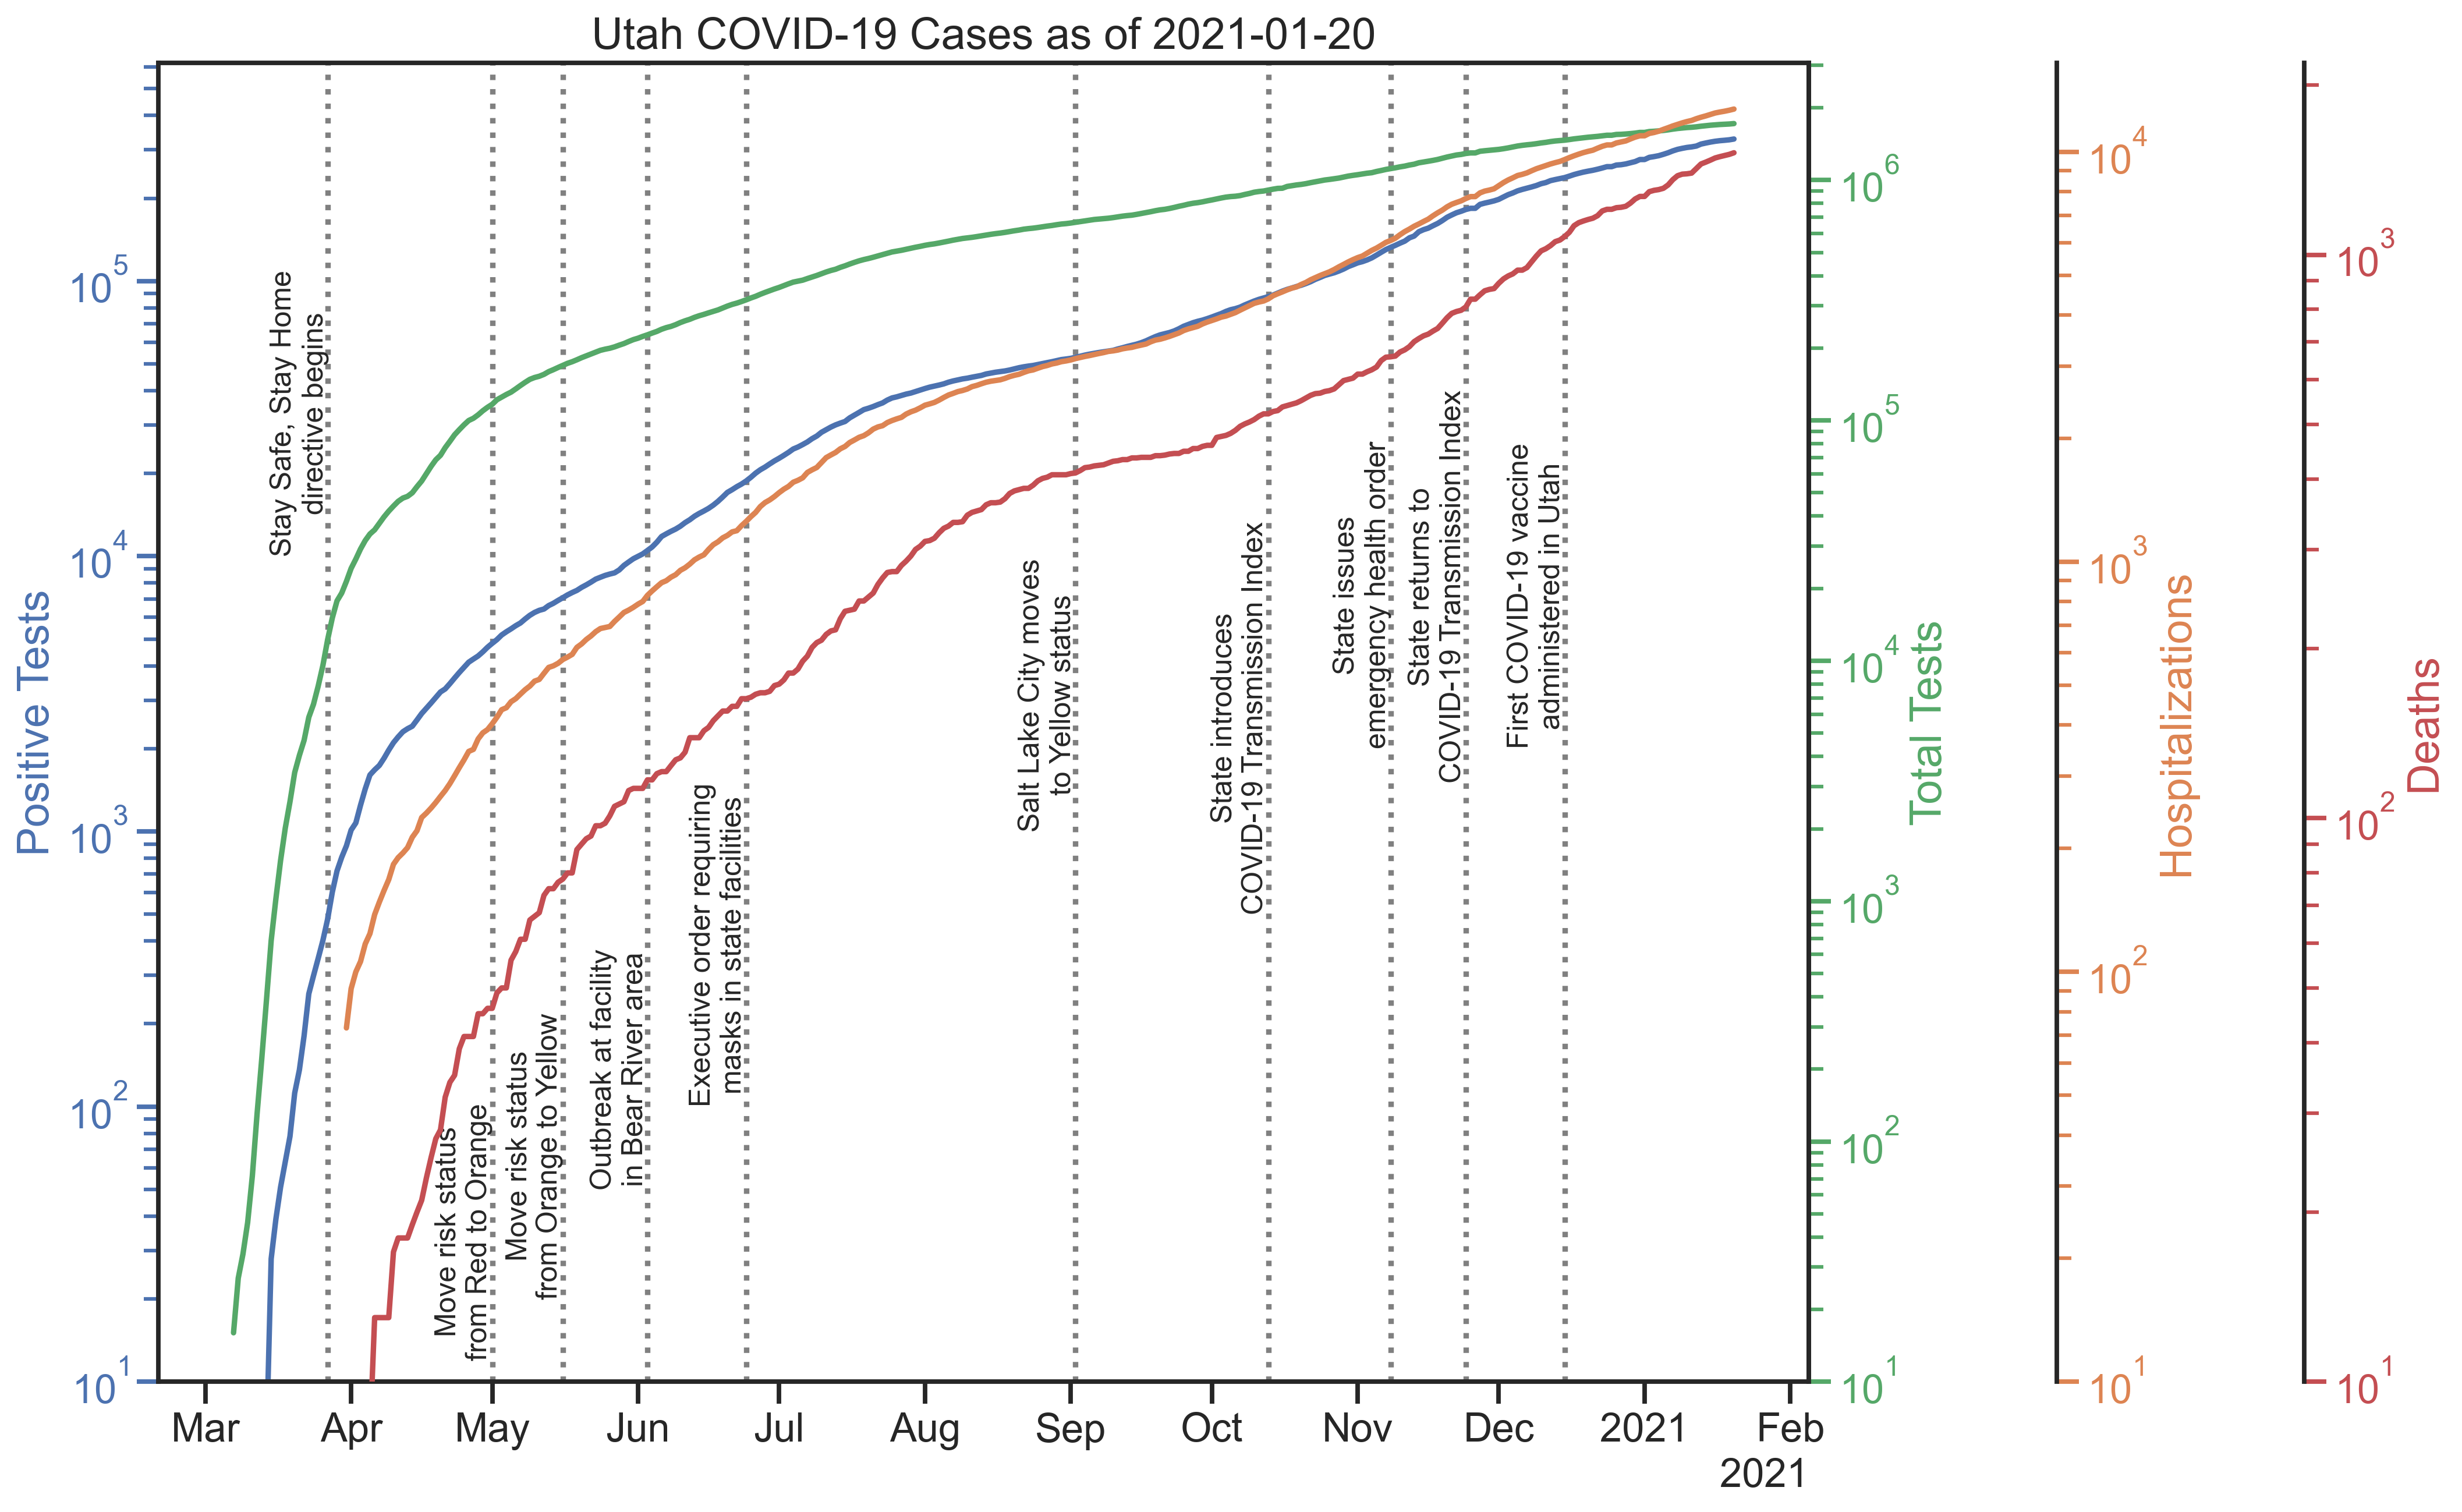 Utah COVID-19 Cases as of 2021-01-20
Positive Tests
10^5
10^4
10^3
10^2
10^1
Stay Safe, Stay Home
directive begins
Move risk status
from Red to Orange
Move risk status
from Orange to Yellow
Outbreak at facility
in Bear River area
Executive order requiring
masks in state facilities
Salt Lake City moves
to Yellow status
State introduces
COVID-19 Transmission Index
State issues
emergency health order
State returns to
COVID-19 Transmission Index
First COVID-19 vaccine
administered in Utah
10^6
10^5
10^4
10^3
10^2
10^1
Total Tests
10^4
10^3
10^2
10^1
Hospitalizations
10^3
10^2
10^1
Deaths
Mar Apr May Jun Jul Aug Sep Oct Nov Dec 2021 Feb
2021